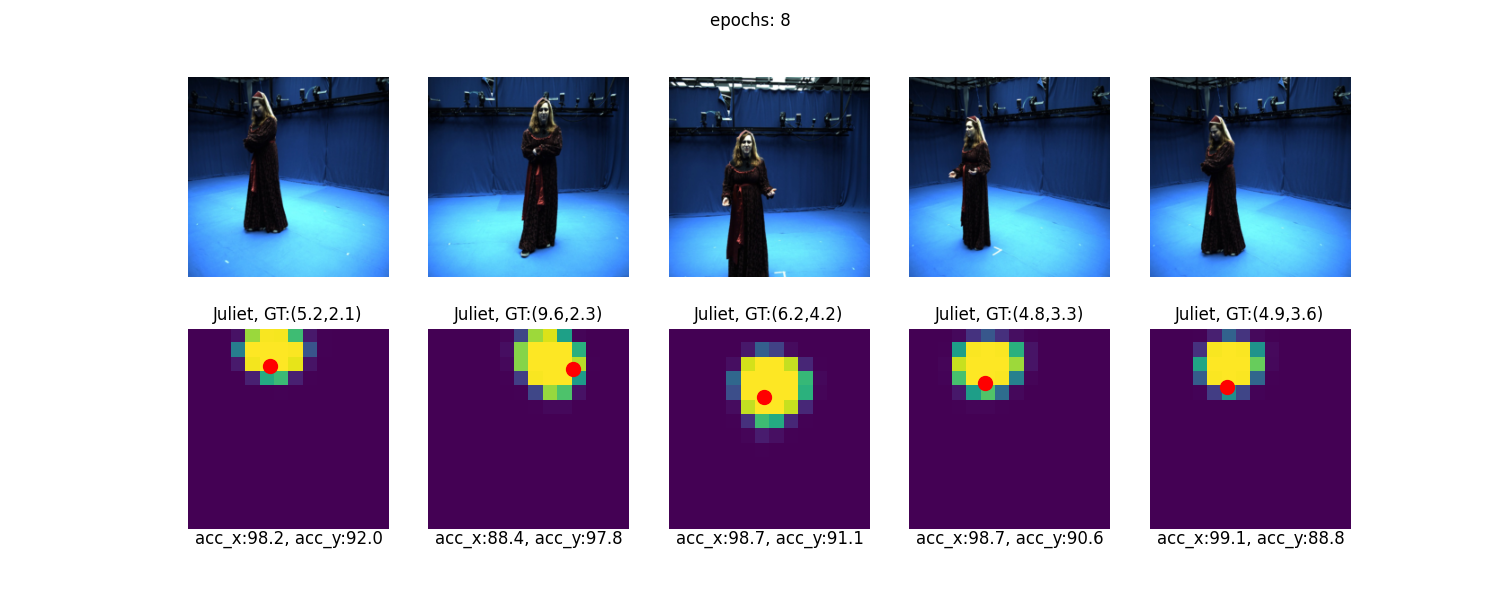 epochs: 8
Juliet, GT:(5.2,2.1)
Juliet, GT:(9.6,2.3)
Juliet, GT:(6.2,4.2)
Juliet, GT:(4.8,3.3)
Juliet, GT:(4.9,3.6)
acc_x:98.2, acc_y:92.0
acc_x:88.4, acc_y:97.8
acc_x:98.7, acc_y:91.1
acc_x:98.7, acc_y:90.6
acc_x:99.1, acc_y:88.8